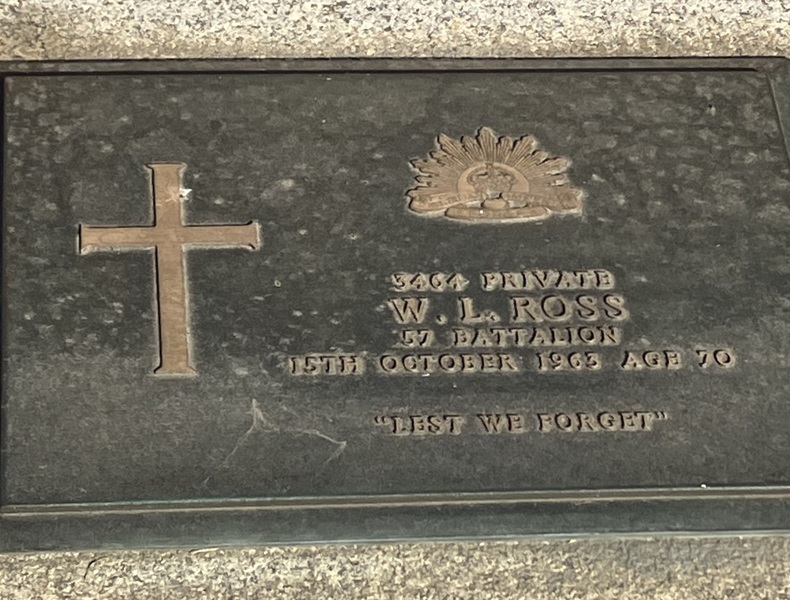 3464 PRIVATE
W. L. ROSS
57 BATTALION
15TH OCTOBER 1963 AGE 70
"LEST WE FORGET"